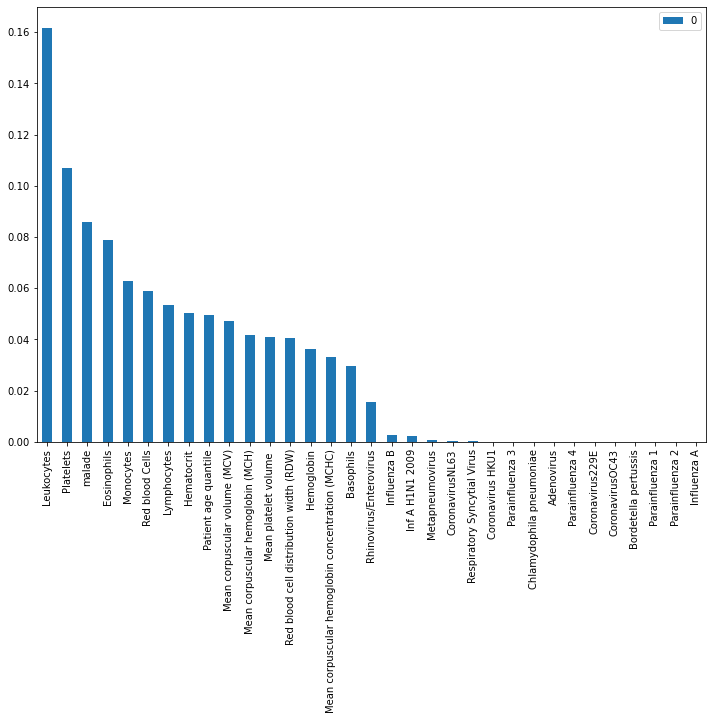 0
0.16
0.14
0.12
0.10
0.08
0.06
0.04
0.02
0.00
Leukocytes
Platelets
malade
Eosinophils
Monocytes
Red blood Cells
Lymphocytes
Hematocrit
Patient age quantile
Mean corpuscular volume (MCV)
Mean corpuscular hemoglobin (MCH)
Mean platelet volume
Red blood cell distribution width (RDW)
Hemoglobin
Mean corpuscular hemoglobin concentration (MCHC)
Basophils
Rhinovirus/Enterovirus
Influenza B
Inf A H1N1 2009
Metapneumovirus
CoronavirusNL63
Respiratory Syncytial Virus
Coronavirus HKU1
Parainfluenza 3
Chlamydophila pneumoniae
Adenovirus
Parainfluenza 4
Coronavirus229E
CoronavirusOC43
Bordetella pertussis
Parainfluenza 1
Parainfluenza 2
Influenza A